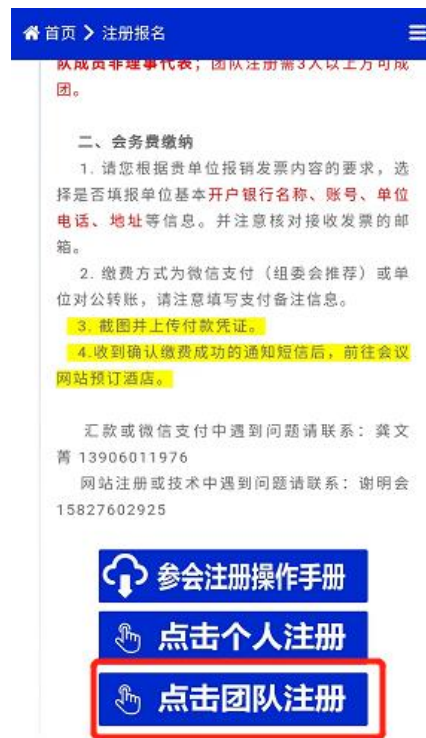 首页 > 注册报名
队成员非理事代表；团队注册需3人以上方可成
团。
二、会务费缴纳
1. 请您根据贵单位报销发票内容的要求，选
择是否填报单位基本开户银行名称、账号、单位
电话、地址等信息。并注意核对接收发票的邮
箱。
2. 缴费方式为微信支付（组委会推荐）或单
位对公转账，请注意填写支付备注信息。
3. 截图并上传付款凭证。
4.收到确认缴费成功的通知短信后，前往会议
网站预订酒店。
汇款或微信支付中遇到问题请联系：龚文
菁 13906011976
网站注册或技术中遇到问题请联系：谢明会
15827602925
参会注册操作手册
点击个人注册
点击团队注册